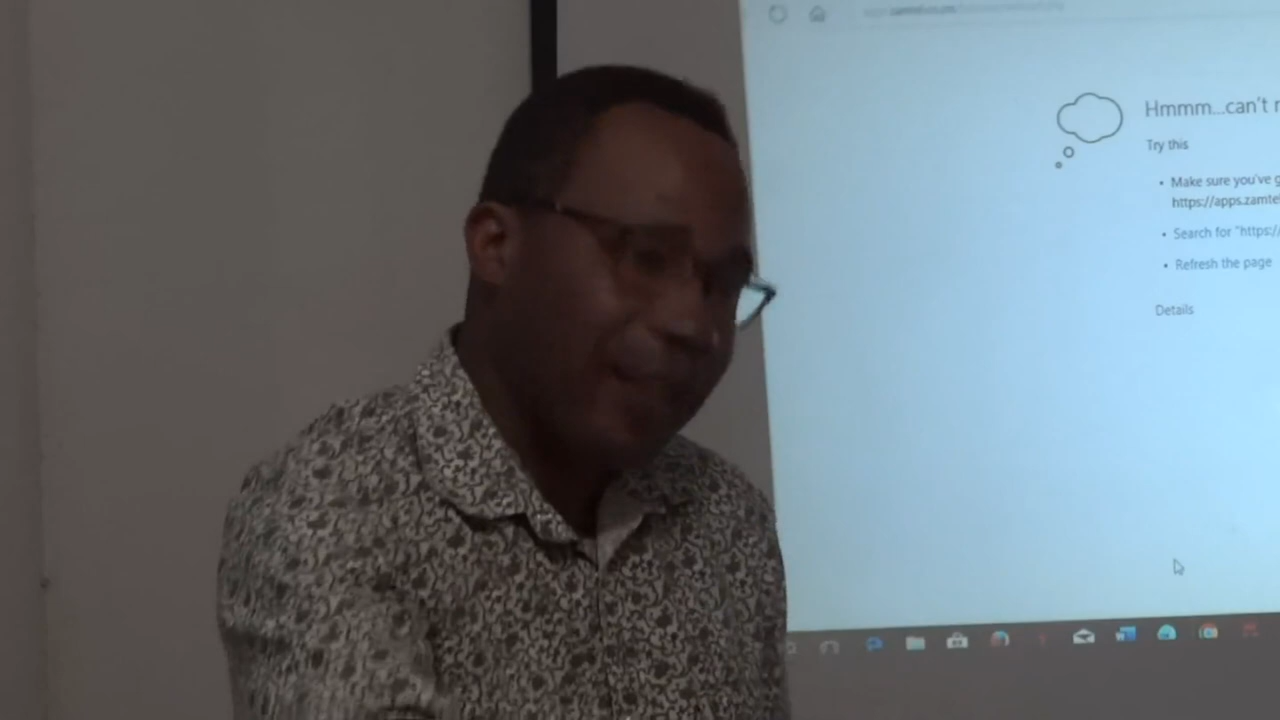 Hmmm...can't r
Try this
• Make sure you've g
https://apps.zamte
• Search for "https:/
• Refresh the page
Details